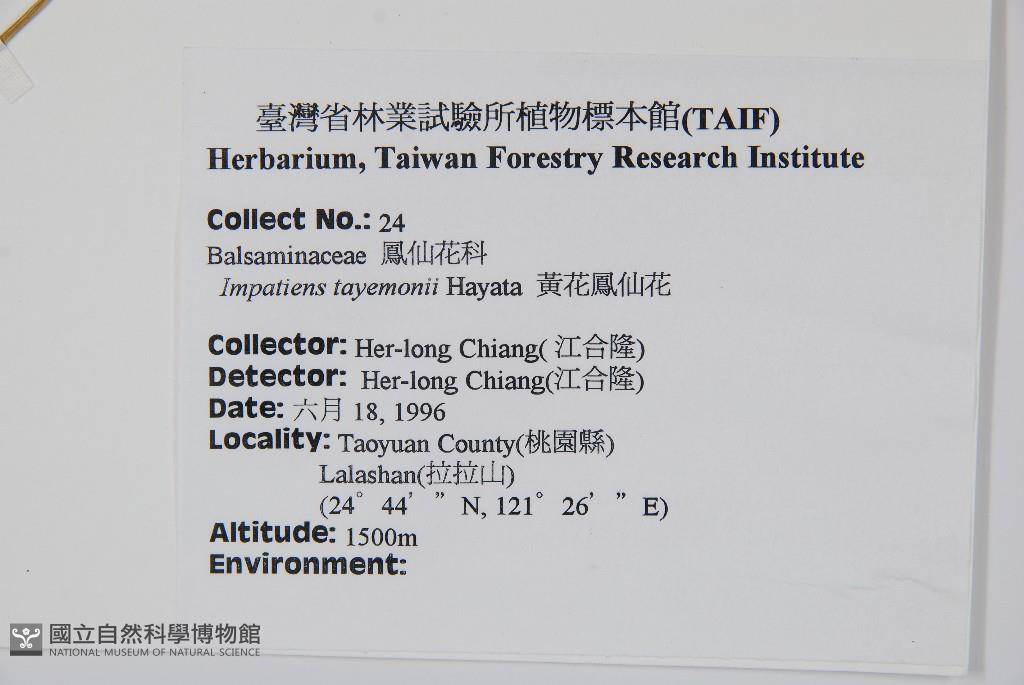 臺灣省林業試驗所植物標本館(TAIF)
Herbarium, Taiwan Forestry Research Institute
Collect No.: 24
Balsaminaceae 鳳仙花科
Impatiens tayemonii Hayata 黃花鳳仙花
Collector: Her-long Chiang( 江合隆)
Detector: Her-long Chiang(江合隆)
Date: 六月 18, 1996
Locality: Taoyuan County(桃園縣)
Lalashan(拉拉山)
(24° 44' ” N, 121° 26' ” E)
Altitude: 1500m
Environment:
國立自然科學博物館
NATIONAL MUSEUM OF NATURAL SCIENCE